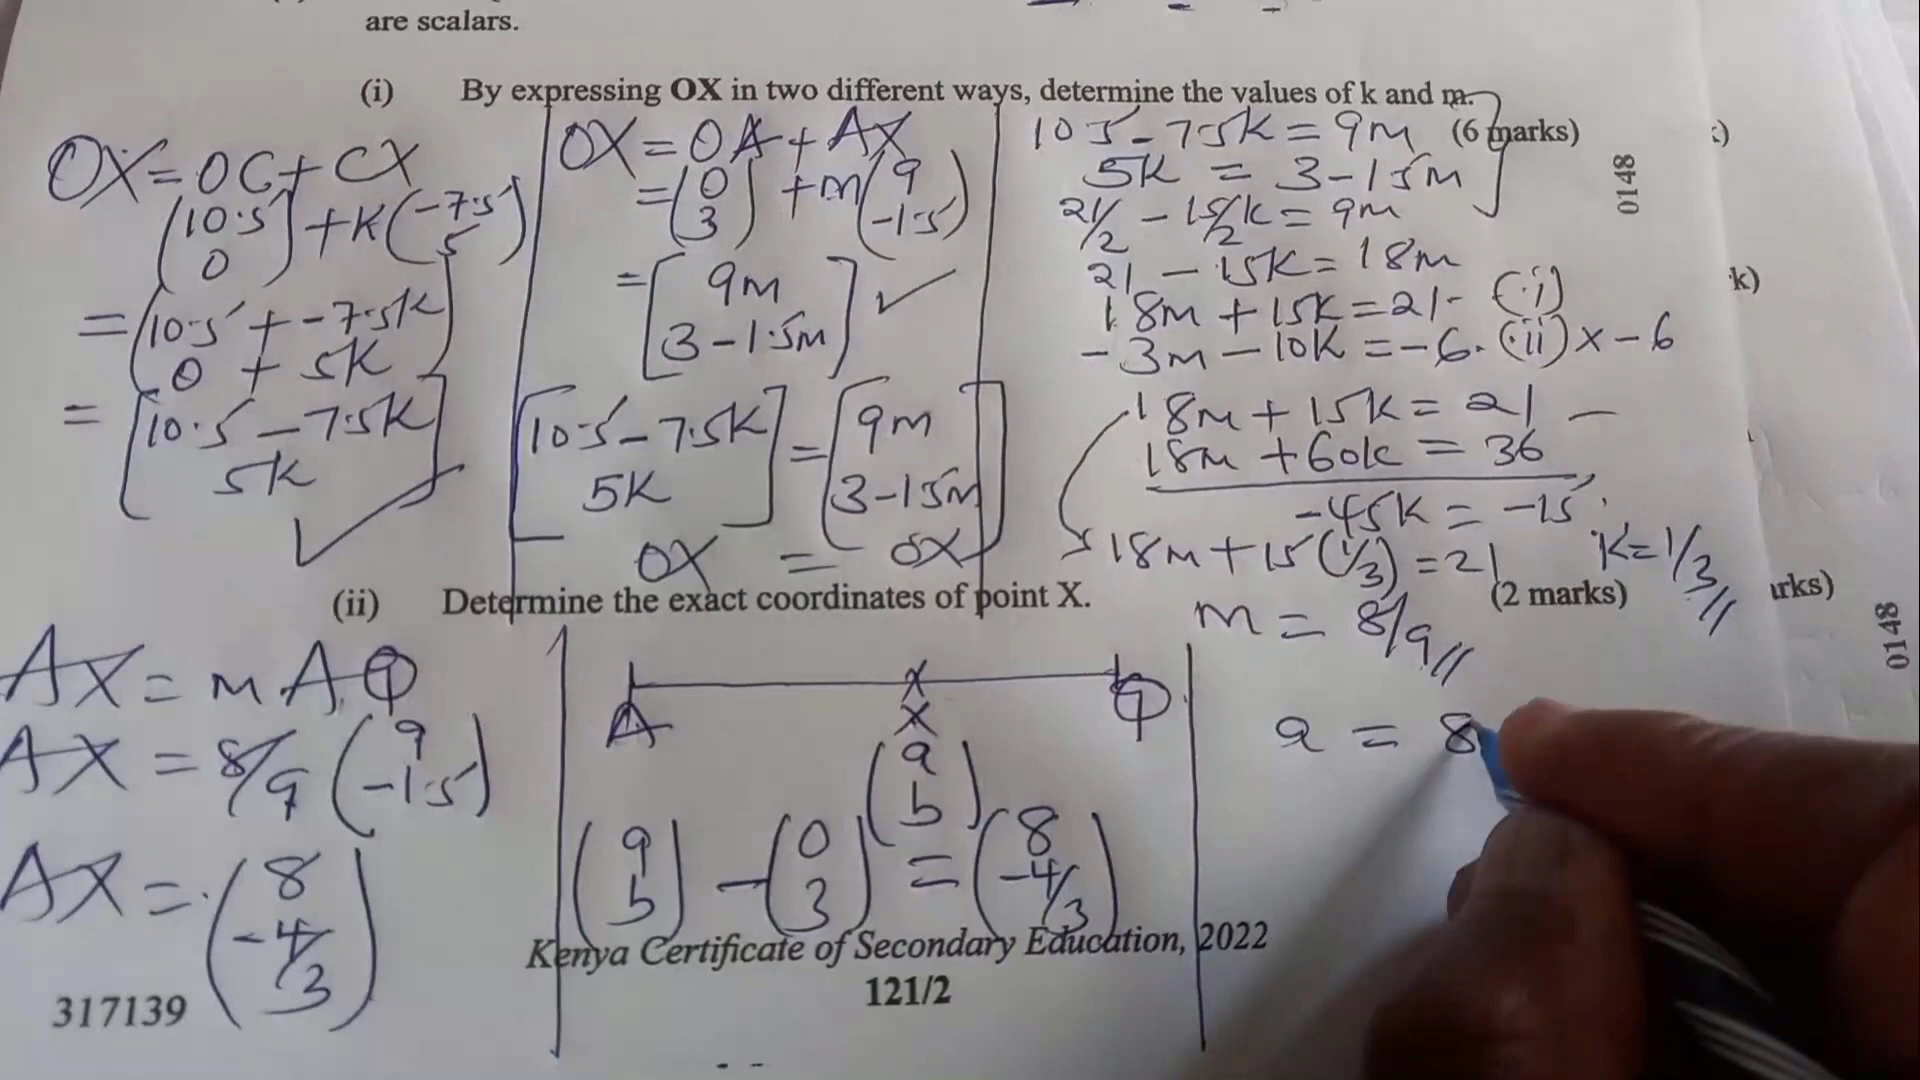 are scalars.
(i) By expressing OX in two different ways, determine the values of k and m.
(6 marks)
OX = OC + CX
(10.5 0) + K(-7.5 5)
= (10.5 + -7.5K 0 + 5K)
= [10.5 - 7.5K 5K]
OX = OA + AX
= (0 3) + m(9 -1.5)
= [9m 3 - 1.5m] ✓
[10.5 - 7.5K 5K] = [9m 3 - 1.5m]
OX = OX
10.5 - 7.5K = 9m
5K = 3 - 1.5m
21/2 - 15/2 K = 9m
21 - 15K = 18m
18m + 15K = 21 - (i)
-3m - 10K = -6. (ii) x - 6
18m + 15K = 21 -
18m + 60K = 36
-45K = -15
18m + 15(1/3) = 21
K = 1/3
m = 8/9
(ii) Determine the exact coordinates of point X.
(2 marks)
AX = m AQ
AX = 8/9 (9 -1.5)
AX = (8 -4/3)
A X Q
(a b)
(a b) - (0 3) = (8 -4/3)
a = 8
Kenya Certificate of Secondary Education, 2022
121/2
317139
0148
:)
k)
ırks)
0148